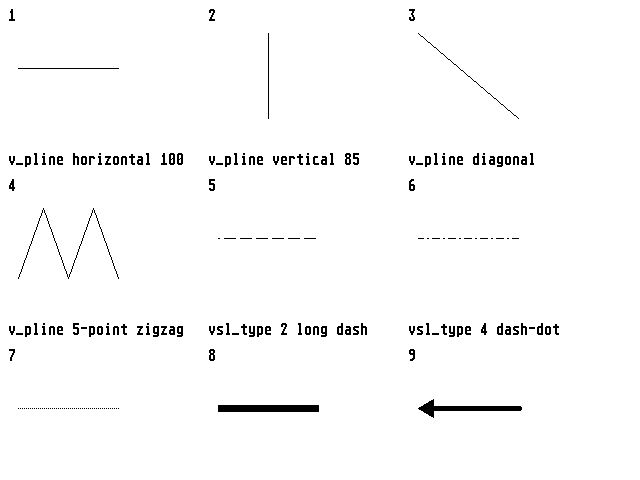 1 2 3
v_pline horizontal 100 v_pline vertical 85 v_pline diagonal
4 5 6
v_pline 5-point zigzag vsl_type 2 long dash vsl_type 4 dash-dot
7 8 9